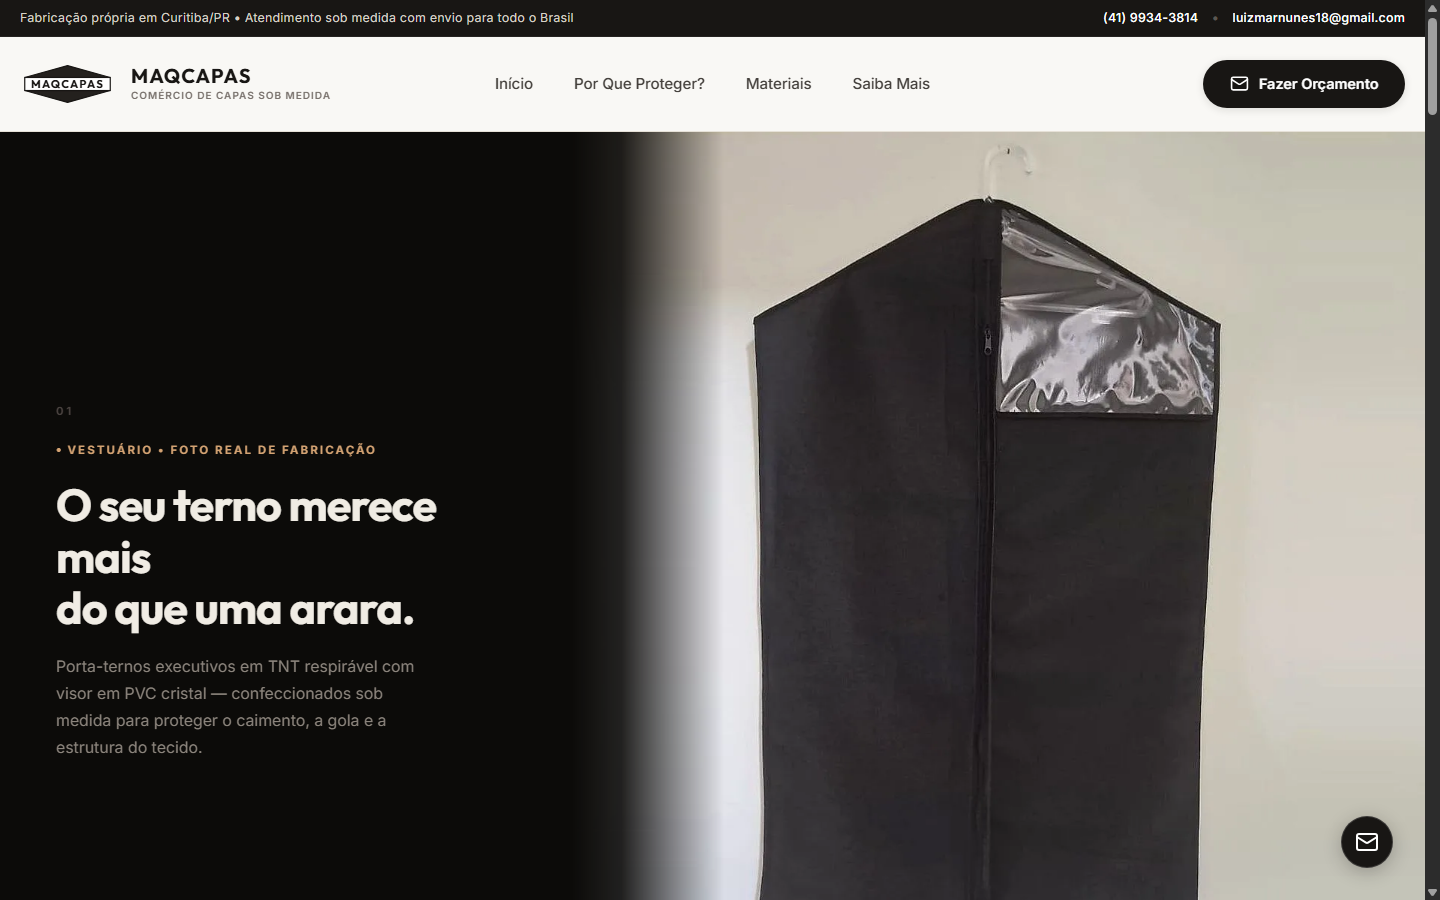 Fabricação própria em Curitiba/PR • Atendimento sob medida com envio para todo o Brasil
(41) 9934-3814 • luizmarnunes18@gmail.com
MAQCAPAS
MAQCAPAS
COMÉRCIO DE CAPAS SOB MEDIDA
Início
Por Que Proteger?
Materiais
Saiba Mais
Fazer Orçamento
01
• VESTUÁRIO • FOTO REAL DE FABRICAÇÃO
O seu terno merece
mais
do que uma arara.
Porta-ternos executivos em TNT respirável com
visor em PVC cristal — confeccionados sob
medida para proteger o caimento, a gola e a
estrutura do tecido.